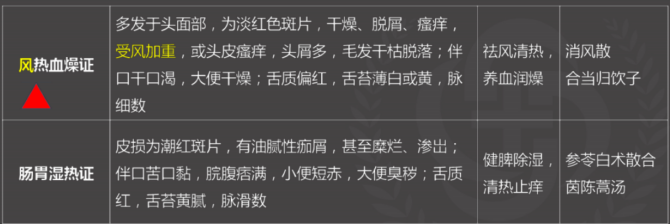 多发于头面部，为淡红色斑片，干燥、脱屑、瘙痒，
受风加重，或头皮瘙痒，头屑多，毛发干枯脱落；伴
口干口渴，大便干燥；舌质偏红，舌苔薄白或黄，脉
细数
风热血燥证
祛风清热，
养血润燥
消风散
合当归饮子
皮损为潮红斑片，有油腻性痂屑，甚至糜烂、渗出；
伴口苦口黏，脘腹痞满，小便短赤，大便臭秽；舌质
红，舌苔黄腻，脉滑数
肠胃湿热证
健脾除湿，
清热止痒
参苓白术散合
茵陈蒿汤